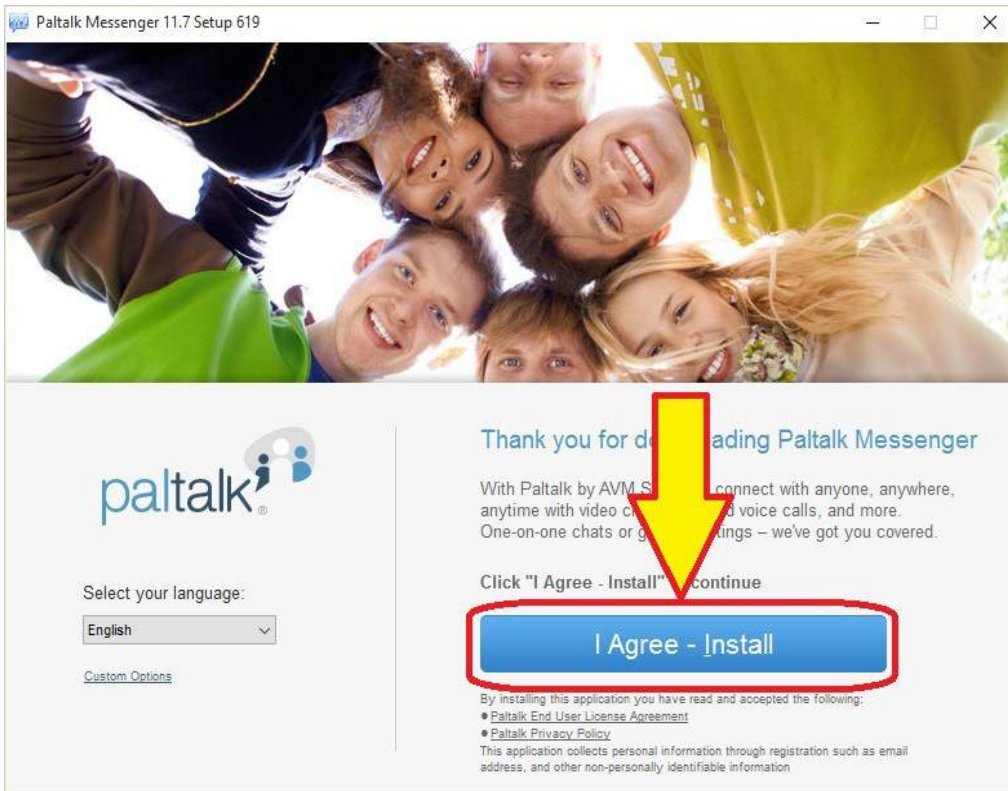 Paltalk Messenger 11.7 Setup 619
paltalk
Select your language:
English
Custom Options
Thank you for ading Paltalk Messenger
With Paltalk by AVM S connect with anyone, anywhere,
anytime with video voice calls, and more.
One-on-one chats or – we've got you covered.
Click "I Agree - Install" continue
I Agree - Install
By installing this application you have read and accepted the following:
● Paltalk End User License Agreement
● Paltalk Privacy Policy
This application collects personal information through registration such as email
address, and other non-personally identifiable information